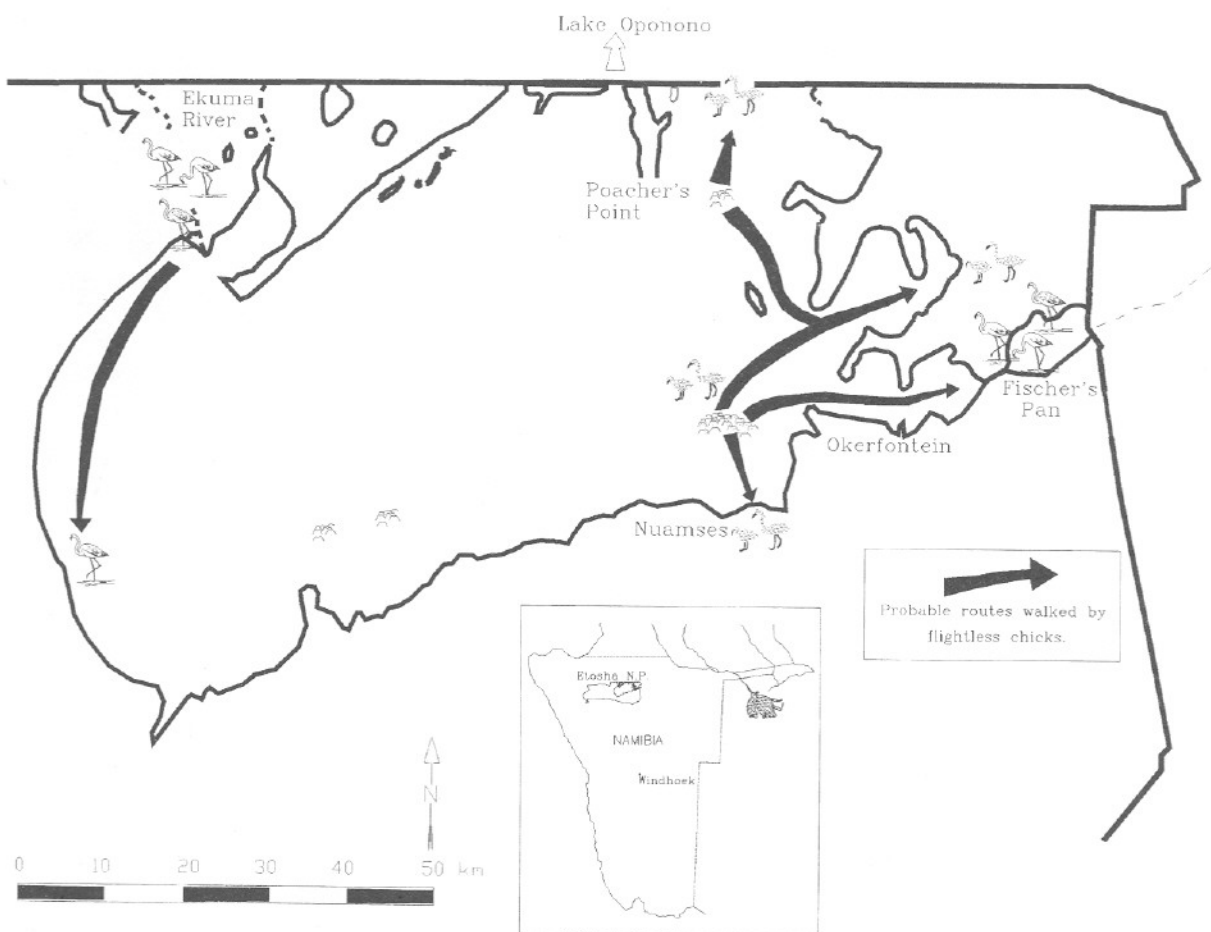 Lake Oponono
Ekuma
River
Poacher's
Point
Fischer's
Pan
Okerfontein
Nuamses
Probable routes walked by
flightless chicks.
Etosha N.P
NAMIBIA
Windhoek
N
0 10 20 30 40 50 km